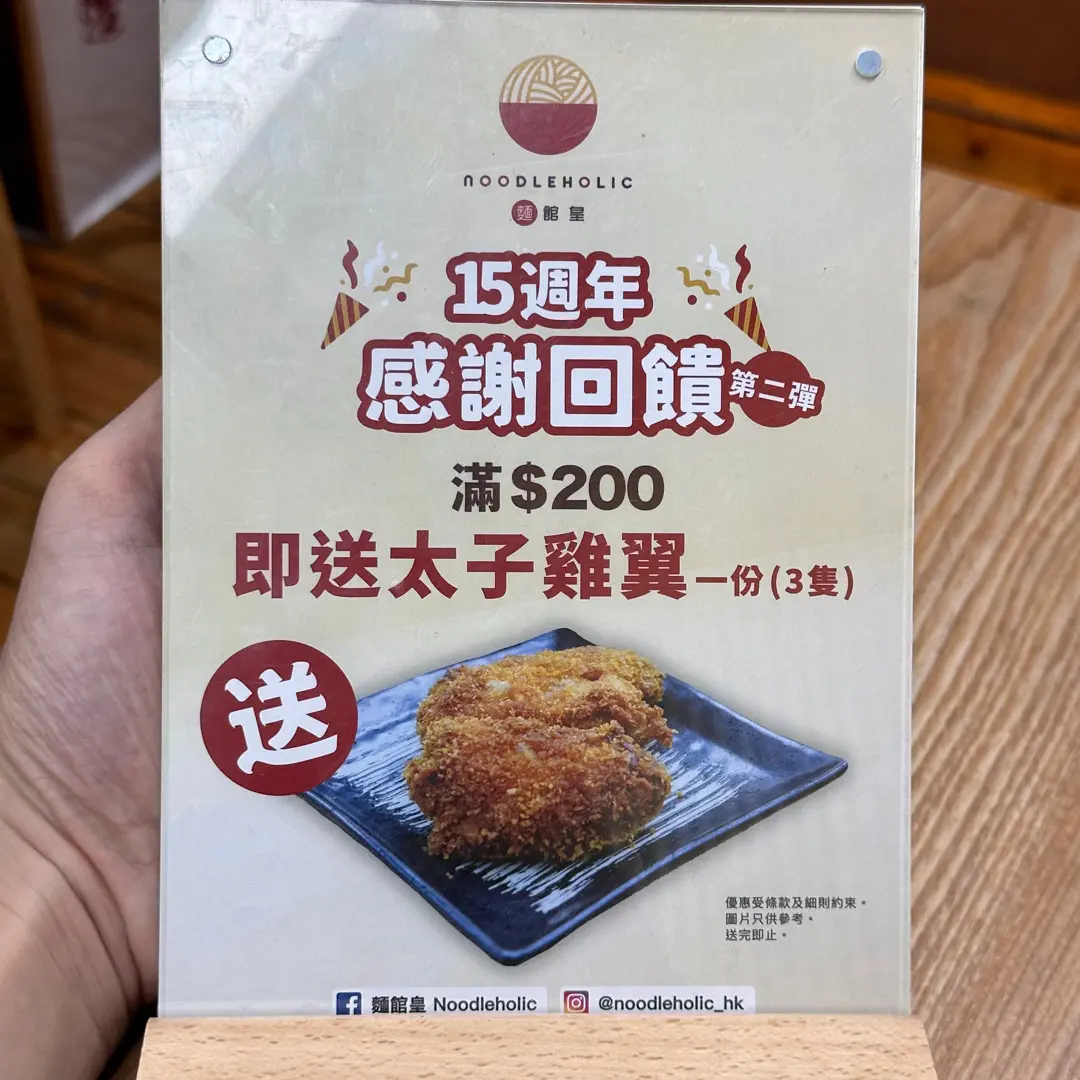 NOODLEHOLIC
麵館皇
15週年
感謝回饋第二彈
滿$200
即送太子雞翼一份(3隻)
送
優惠受條款及細則約束。
圖片只供參考。
送完即止。
麵館皇 Noodleholic @noodleholic_hk